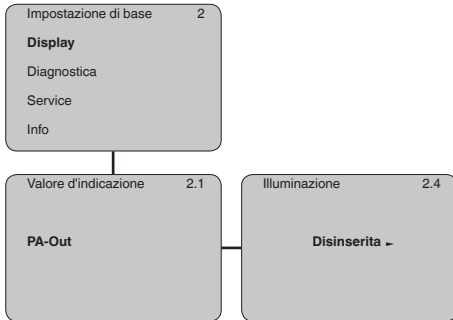 Impostazione di base 2
Display
Diagnostica
Service
Info
Valore d'indicazione 2.1
PA-Out
Illuminazione 2.4
Disinserita ►